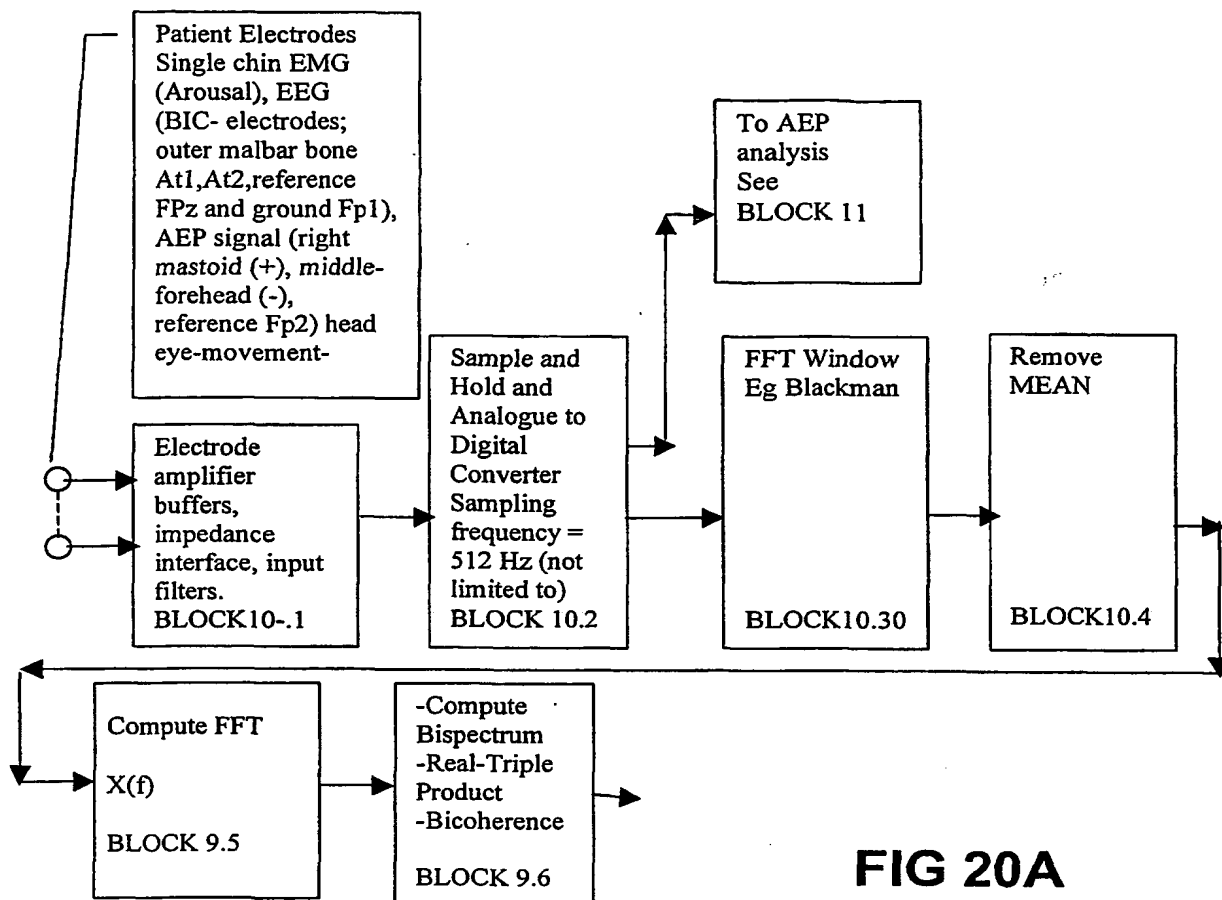 Patient Electrodes
Single chin EMG
(Arousal), EEG
(BIC- electrodes;
outer malbar bone
At1,At2,reference
FPz and ground Fp1),
AEP signal (right
mastoid (+), middle-
forehead (-),
reference Fp2) head
eye-movement-
To AEP
analysis
See
BLOCK 11
Electrode
amplifier
buffers,
impedance
interface, input
filters.
BLOCK10-.1
Sample and
Hold and
Analogue to
Digital
Converter
Sampling
frequency =
512 Hz (not
limited to)
BLOCK 10.2
FFT Window
Eg Blackman
BLOCK10.30
Remove
MEAN
BLOCK10.4
Compute FFT
X(f)
BLOCK 9.5
-Compute
Bispectrum
-Real-Triple
Product
-Bicoherence
BLOCK 9.6
FIG 20A